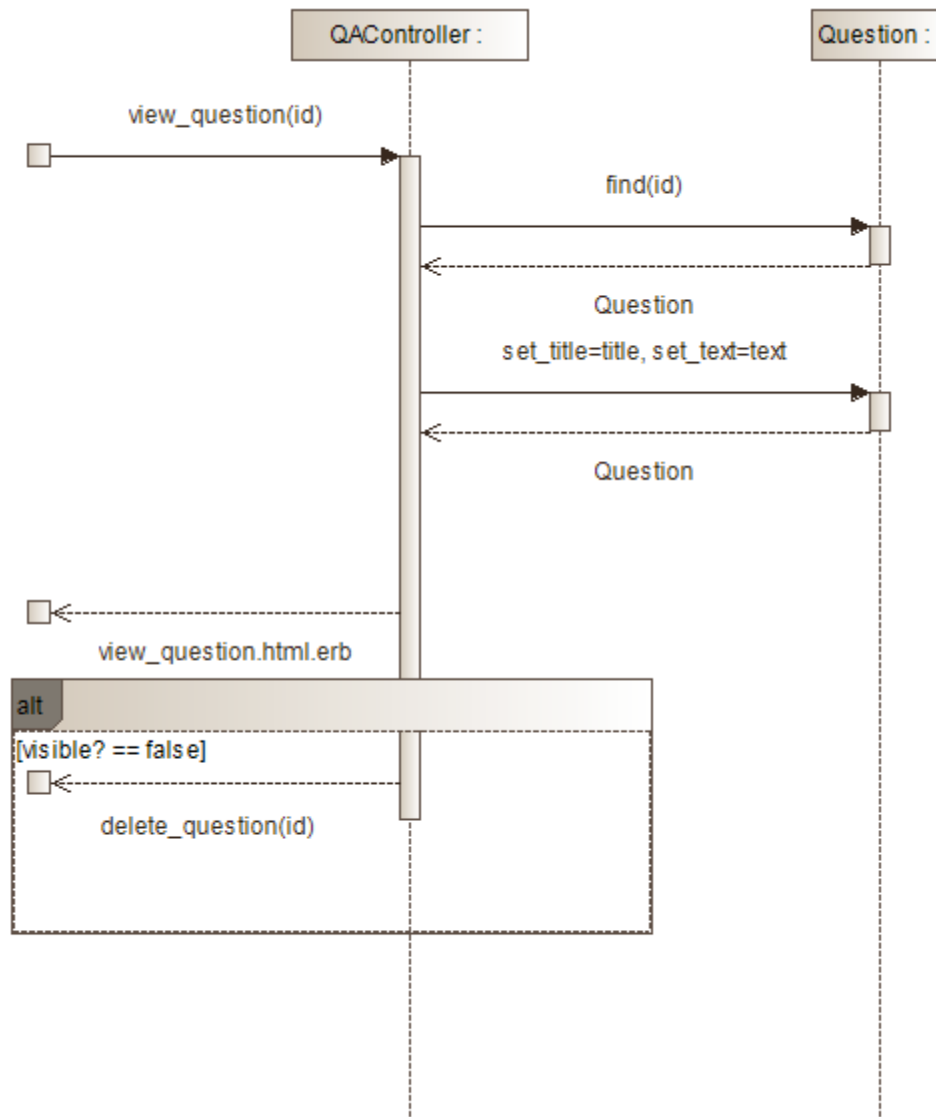 QAController :
Question :
view_question(id)
find(id)
Question
set_title=title, set_text=text
Question
view_question.html.erb
alt
[visible? == false]
delete_question(id)